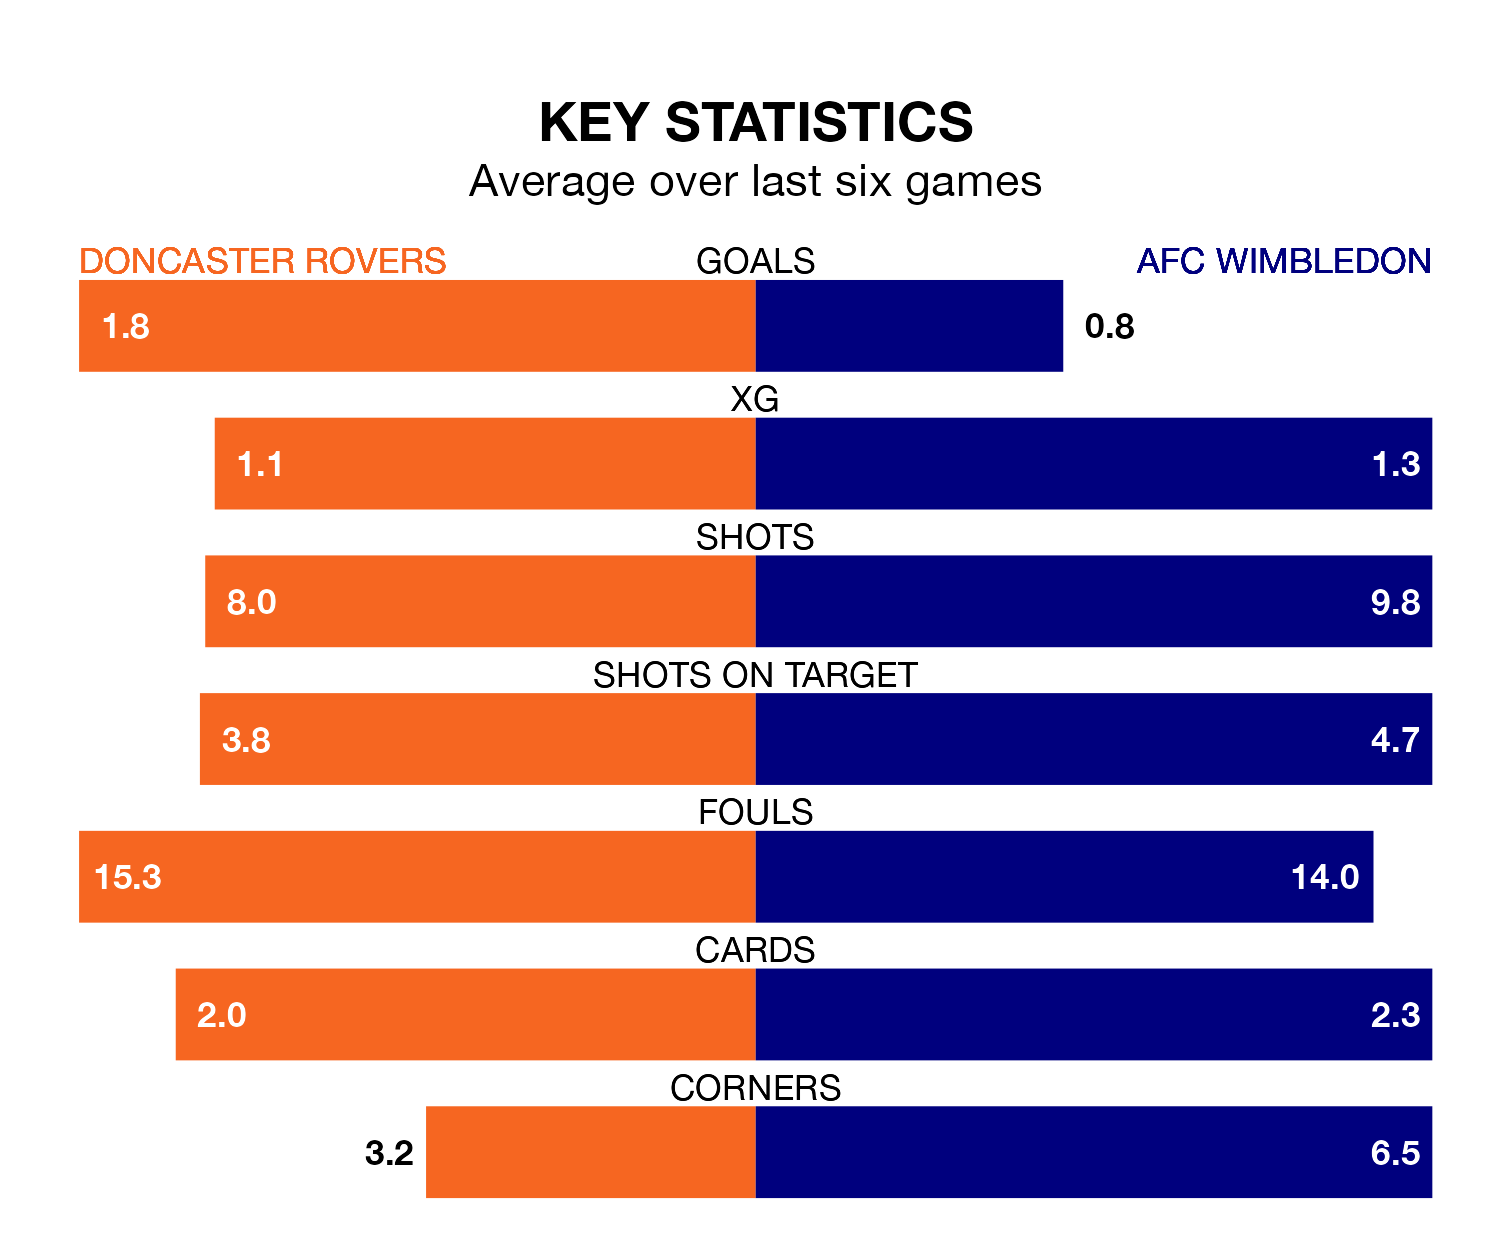 KEY STATISTICS
Average over last six games
DONCASTER ROVERS GOALS AFC WIMBLEDON
1.8 0.8
XG
1.1 1.3
SHOTS
8.0 9.8
SHOTS ON TARGET
3.8 4.7
FOULS
15.3 14.0
CARDS
2.0 2.3
CORNERS
3.2 6.5